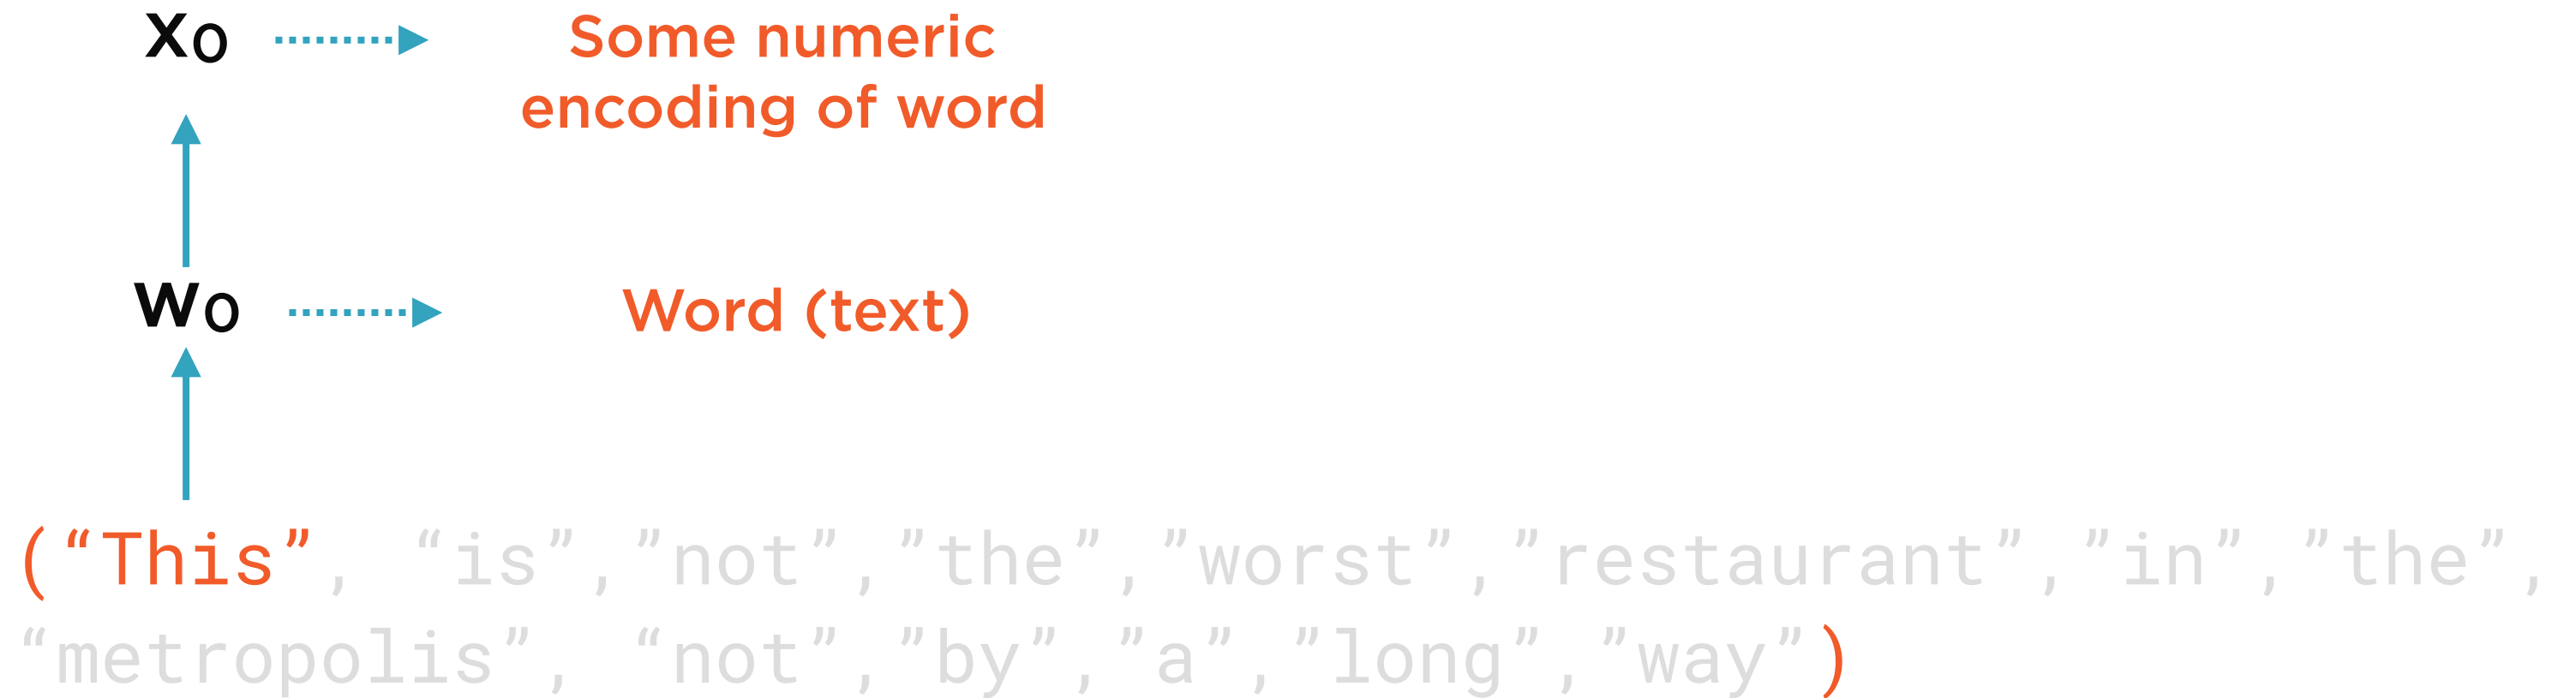 x₀ Some numeric
encoding of word
w₀ Word (text)
(“This”, “is”,”not”,”the”,”worst”,”restaurant”,”in”,”the”,
“metropolis”, “not”,”by”,”a”,”long”,”way”)